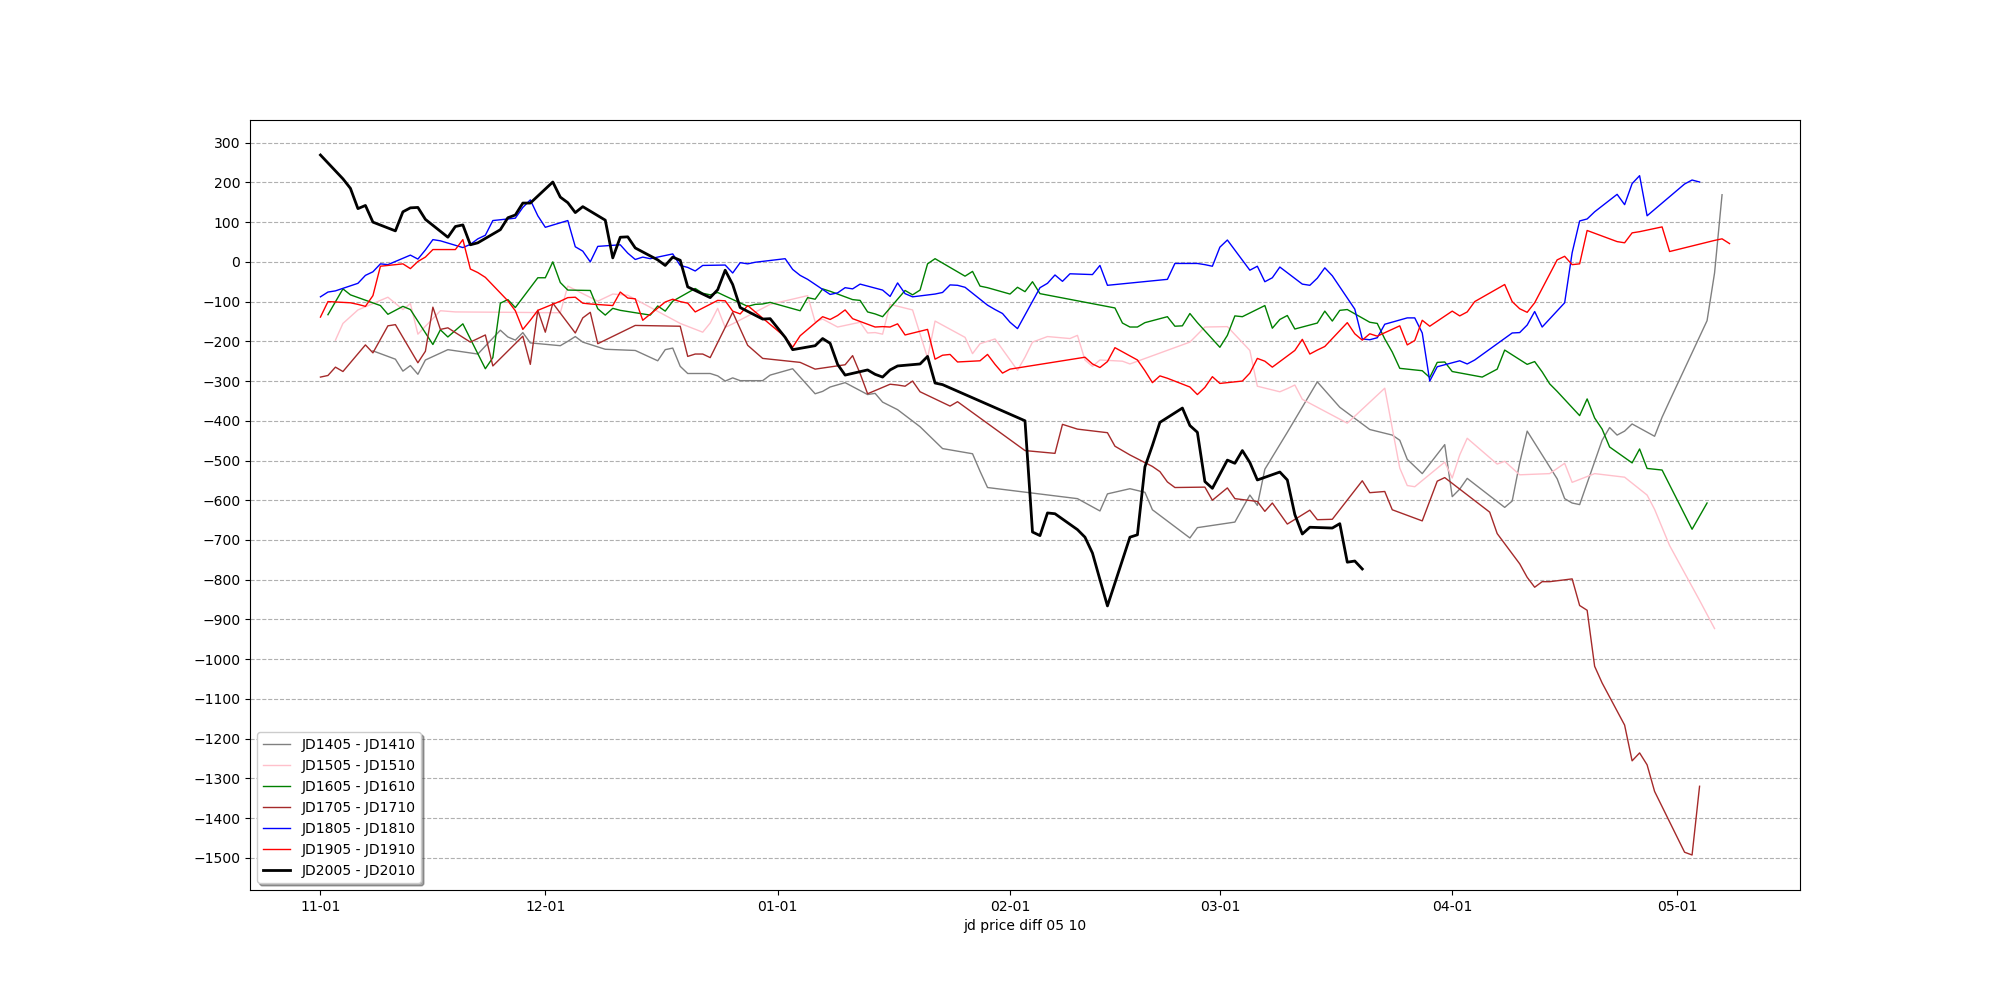 300
200
100
0
−100
−200
−300
−400
−500
−600
−700
−800
−900
−1000
−1100
−1200
−1300
−1400
−1500
JD1405 - JD1410
JD1505 - JD1510
JD1605 - JD1610
JD1705 - JD1710
JD1805 - JD1810
JD1905 - JD1910
JD2005 - JD2010
11-01 12-01 01-01 02-01 03-01 04-01 05-01
jd price diff 05 10